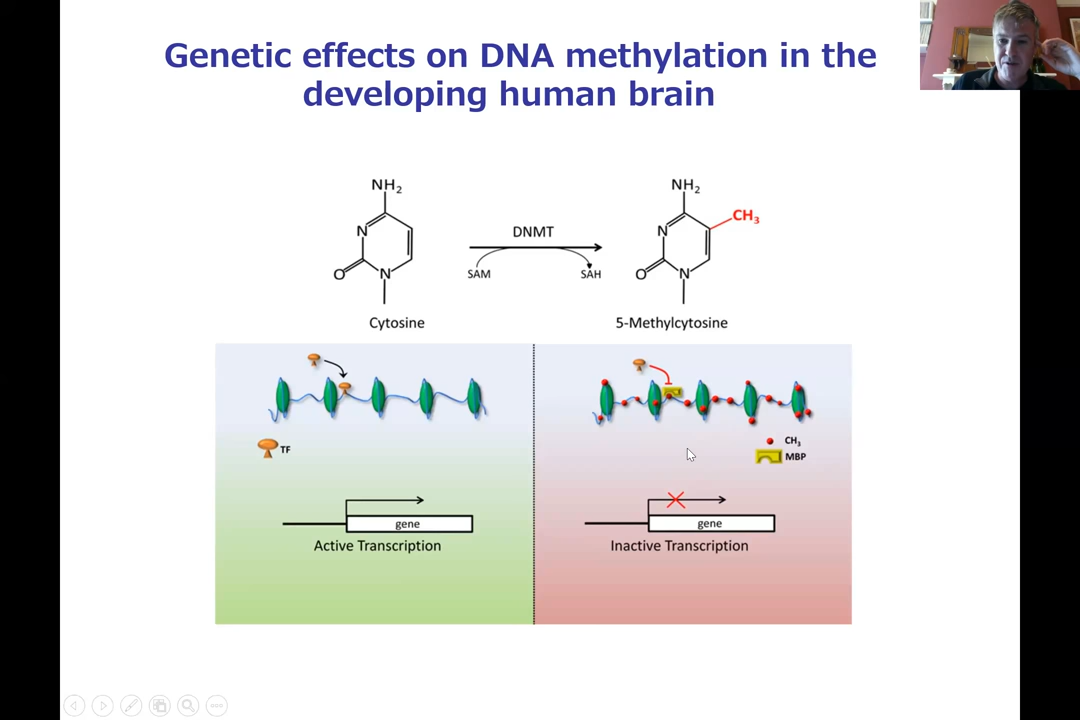 Genetic effects on DNA methylation in the
developing human brain
NH₂
N
O
N
Cytosine
DNMT
SAM
SAH
NH₂
CH₃
N
O
N
5-Methylcytosine
TF
CH₃
MBP
gene
Active Transcription
gene
Inactive Transcription